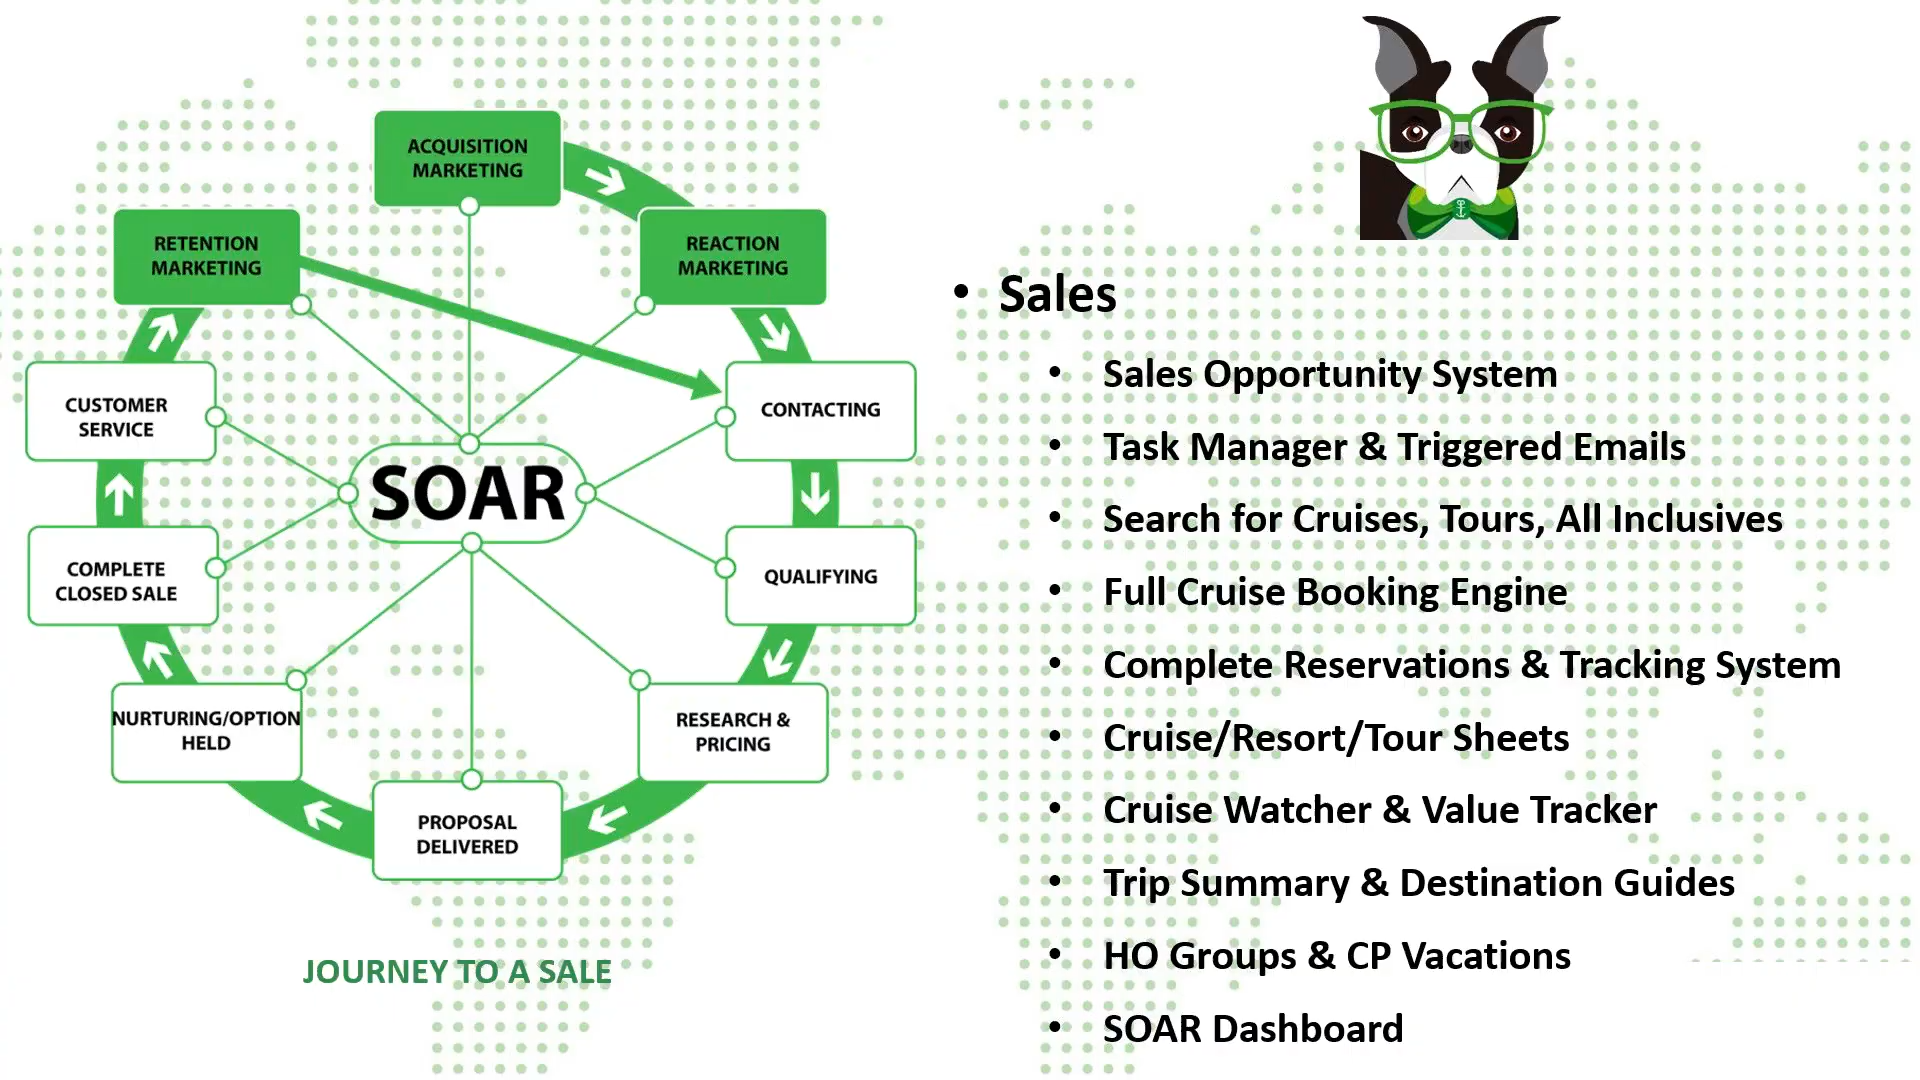 ACQUISITION
MARKETING
RETENTION
MARKETING
REACTION
MARKETING
CUSTOMER
SERVICE
CONTACTING
SOAR
COMPLETE
CLOSED SALE
QUALIFYING
NURTURING/OPTION
HELD
RESEARCH &
PRICING
PROPOSAL
DELIVERED
JOURNEY TO A SALE
• Sales
• Sales Opportunity System
• Task Manager & Triggered Emails
• Search for Cruises, Tours, All Inclusives
• Full Cruise Booking Engine
• Complete Reservations & Tracking System
• Cruise/Resort/Tour Sheets
• Cruise Watcher & Value Tracker
• Trip Summary & Destination Guides
• HO Groups & CP Vacations
• SOAR Dashboard